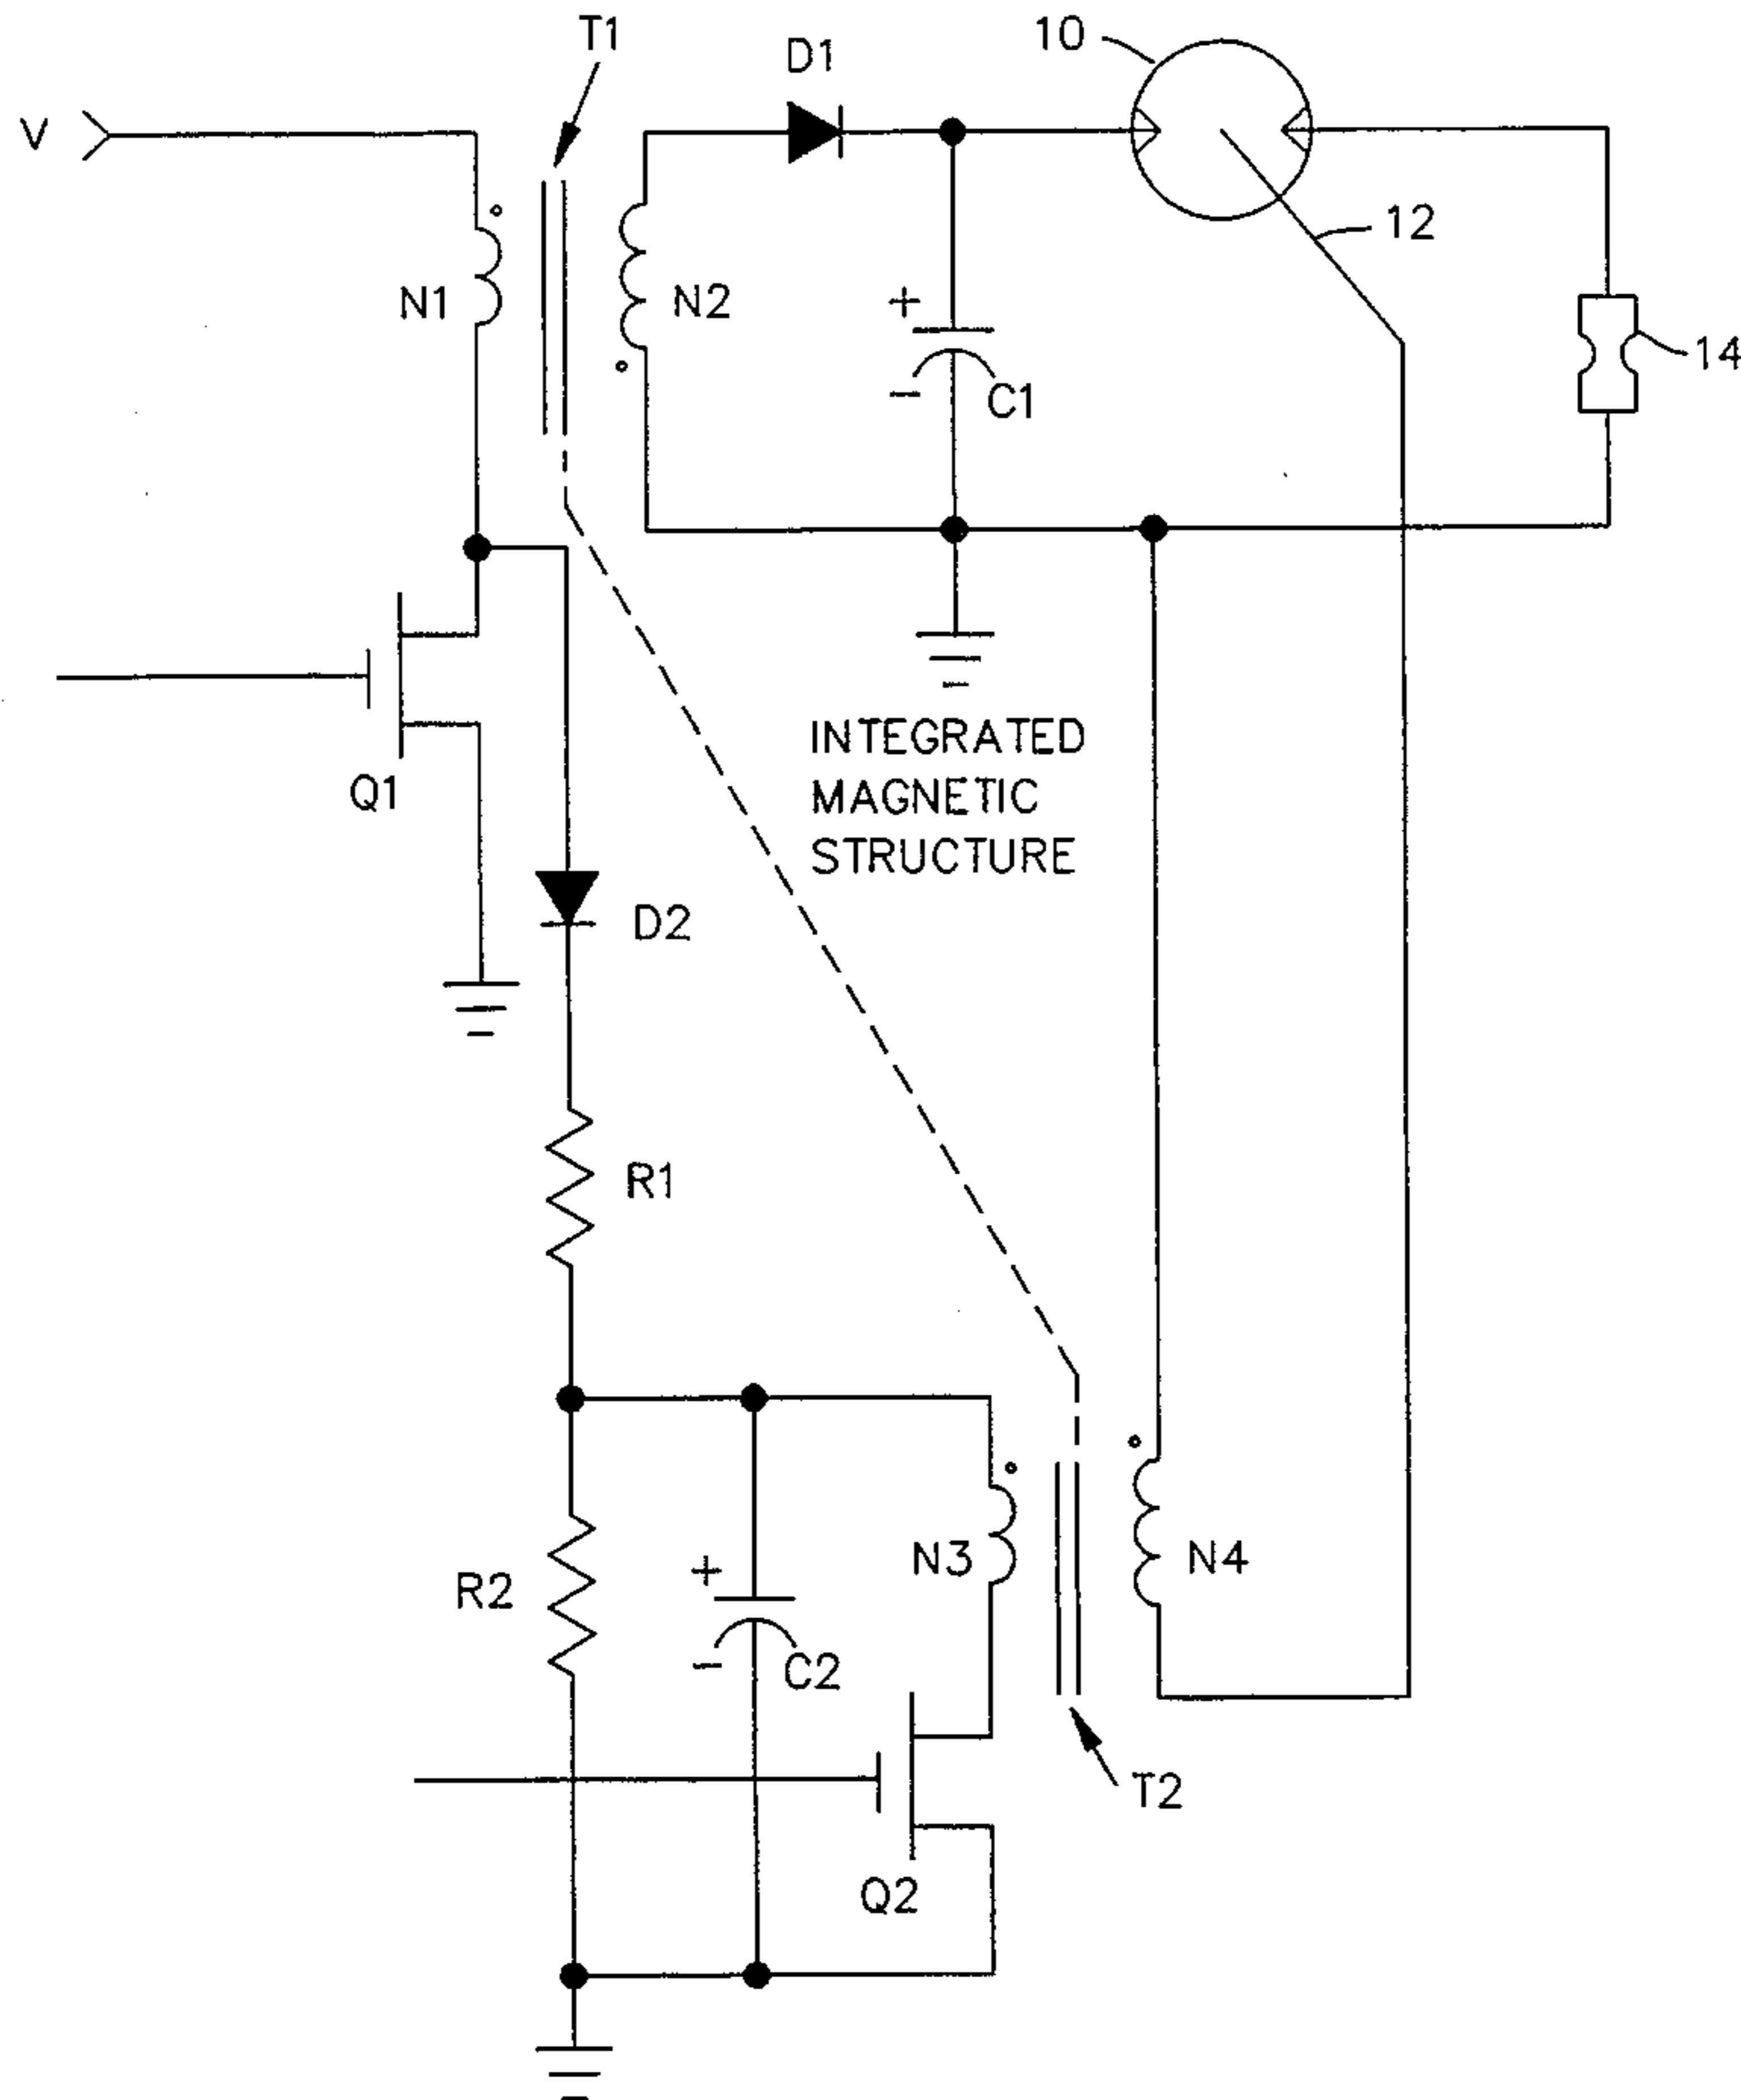 T1
D1
10
V
12
N1
N2
+
14
-
C1
INTEGRATED
MAGNETIC
STRUCTURE
Q1
D2
R1
N3
N4
+
R2
-
C2
T2
Q2